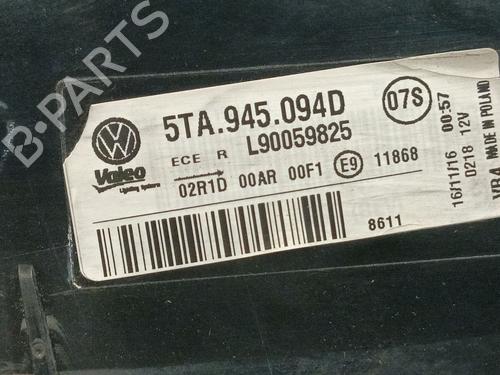 B-PARTS
5TA.945.094D
07S
L90059825
Valeo
Lighting Systems
ECE R
02R1D 00AR 00F1 E9 11868
8611
16/11/16 00:57
0218 12V
MADE IN POLAND